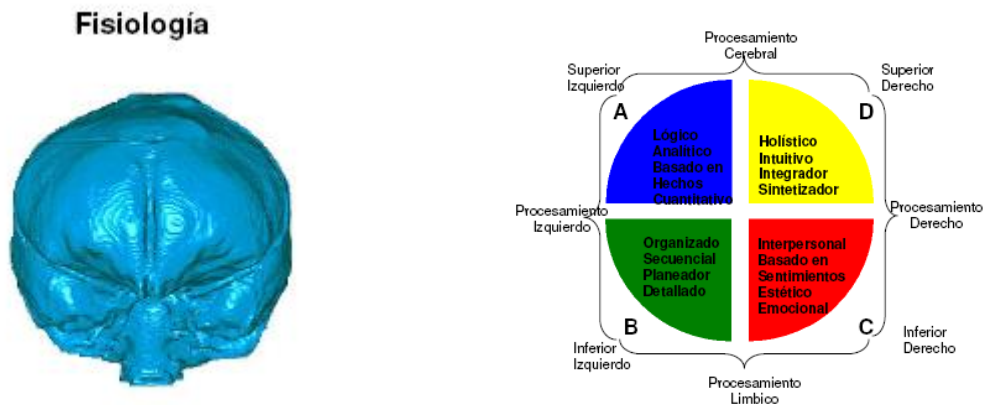 Fisiología
Procesamiento
Cerebral
Superior
Izquierdo
Superior
Derecho
A
D
Lógico
Analítico
Basado en
Hechos
Cuantitativo
Holístico
Intuitivo
Integrador
Sintetizador
Procesamiento
Izquierdo
Procesamiento
Derecho
Organizado
Secuencial
Planeador
Detallado
Interpersonal
Basado en
Sentimientos
Estético
Emocional
B
C
Inferior
Izquierdo
Inferior
Derecho
Procesamiento
Limbico